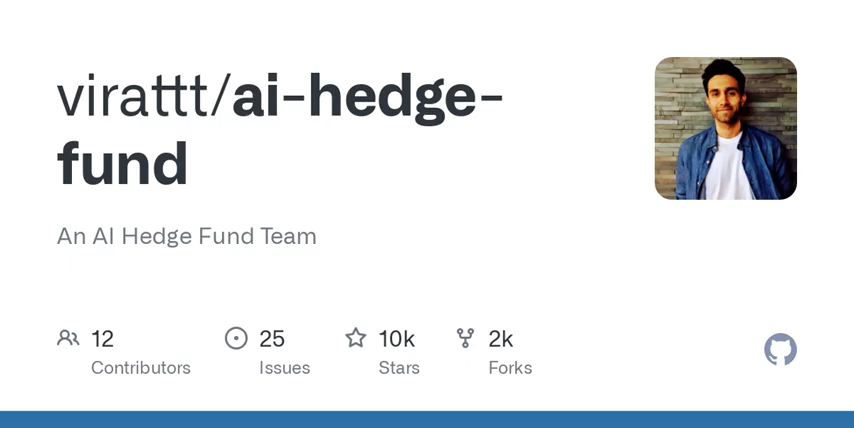 virattt/ai-hedge-
fund
An AI Hedge Fund Team
12 25 10k 2k
Contributors Issues Stars Forks